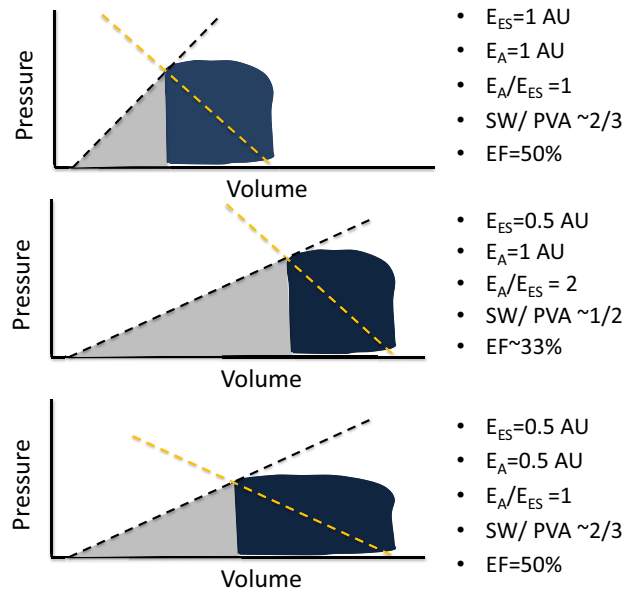 Pressure
Volume
• E_ES=1 AU
• E_A=1 AU
• E_A/E_ES =1
• SW/ PVA ~2/3
• EF=50%
Pressure
Volume
• E_ES=0.5 AU
• E_A=1 AU
• E_A/E_ES = 2
• SW/ PVA ~1/2
• EF~33%
Pressure
Volume
• E_ES=0.5 AU
• E_A=0.5 AU
• E_A/E_ES =1
• SW/ PVA ~2/3
• EF=50%